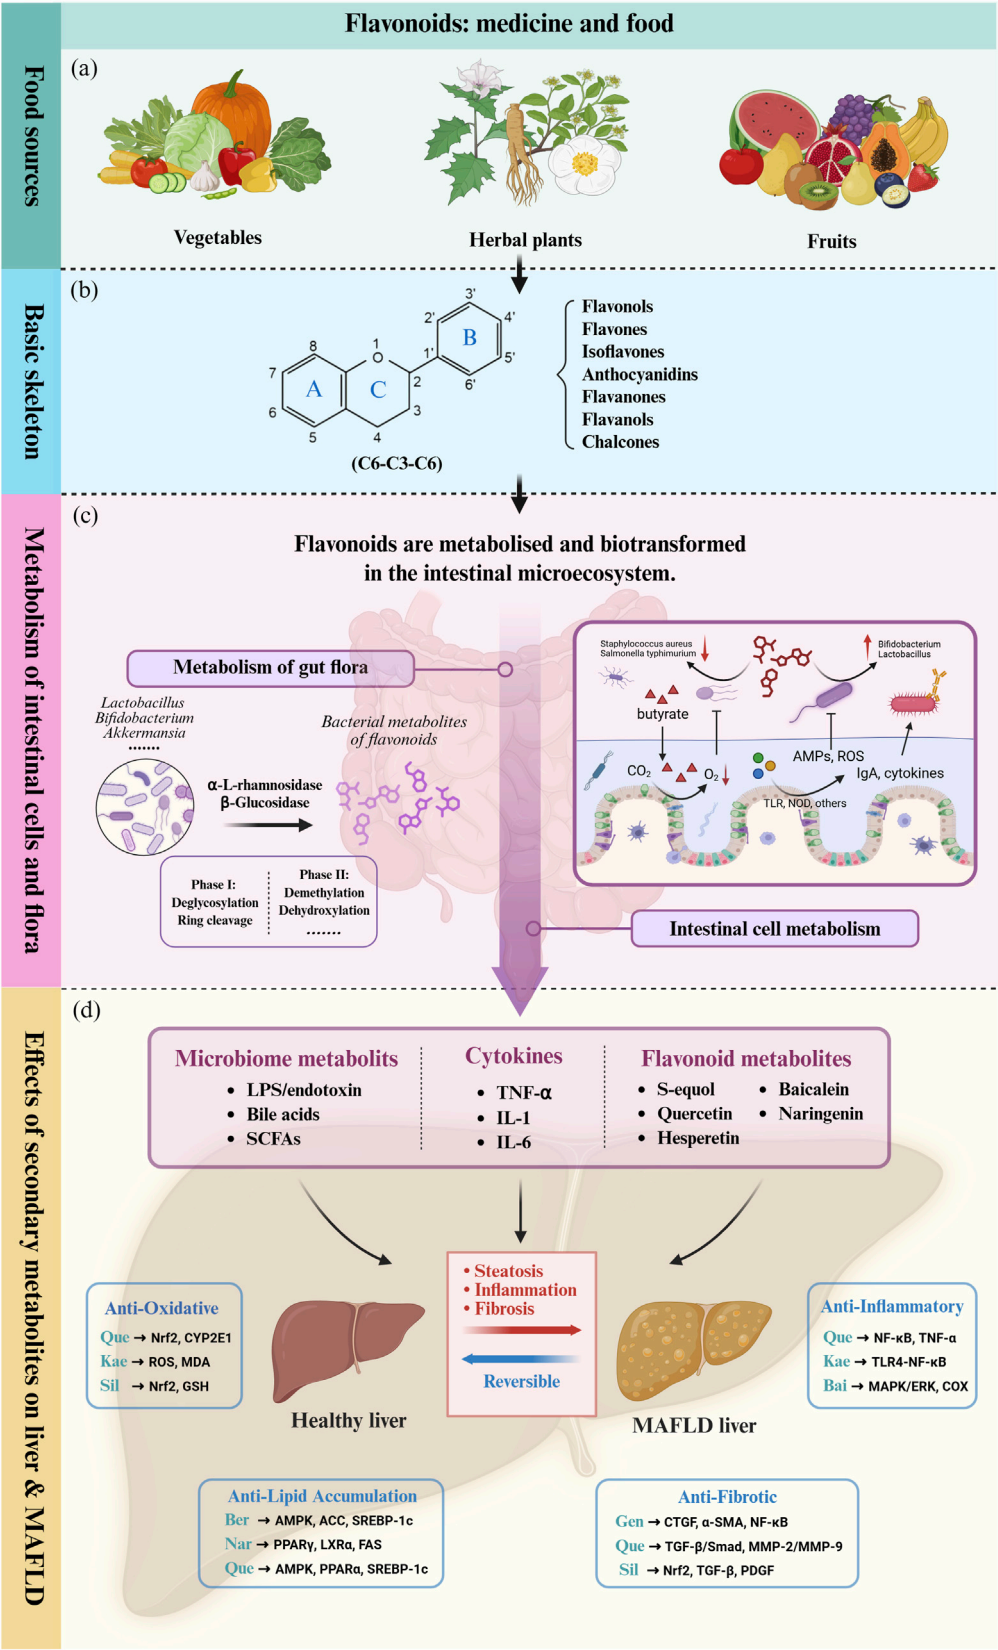 Flavonoids: medicine and food
Food sources
(a)
Vegetables
Herbal plants
Fruits
Basic skeleton
(b)
1
2
3
4
5
6
7
8
O
1'
2'
3'
4'
5'
6'
A
B
C
(C6-C3-C6)
Flavonols
Flavones
Isoflavones
Anthocyanidins
Flavanones
Flavanols
Chalcones
Metabolism of intestinal cells and flora
(c)
Flavonoids are metabolised and biotransformed
in the intestinal microecosystem.
Metabolism of gut flora
Lactobacillus
Bifidobacterium
Akkermansia
.......
α-L-rhamnosidase
β-Glucosidase
Bacterial metabolites
of flavonoids
Phase I:
Deglycosylation
Ring cleavage
Phase II:
Demethylation
Dehydroxylation
.......
Staphylococcus aureus
Salmonella typhimurium
Bifidobacterium
Lactobacillus
butyrate
CO₂
O₂
AMPs, ROS
IgA, cytokines
TLR, NOD, others
Intestinal cell metabolism
Effects of secondary metabolites on liver & MAFLD
(d)
Microbiome metabolits
• LPS/endotoxin
• Bile acids
• SCFAs
Cytokines
• TNF-α
• IL-1
• IL-6
Flavonoid metabolites
• S-equol
• Quercetin
• Hesperetin
• Baicalein
• Naringenin
• Steatosis
• Inflammation
• Fibrosis
Reversible
Healthy liver
MAFLD liver
Anti-Oxidative
Que → Nrf2, CYP2E1
Kae → ROS, MDA
Sil → Nrf2, GSH
Anti-Inflammatory
Que → NF-κB, TNF-α
Kae → TLR4-NF-κB
Bai → MAPK/ERK, COX
Anti-Lipid Accumulation
Ber → AMPK, ACC, SREBP-1c
Nar → PPARγ, LXRα, FAS
Que → AMPK, PPARα, SREBP-1c
Anti-Fibrotic
Gen → CTGF, α-SMA, NF-κB
Que → TGF-β/Smad, MMP-2/MMP-9
Sil → Nrf2, TGF-β, PDGF